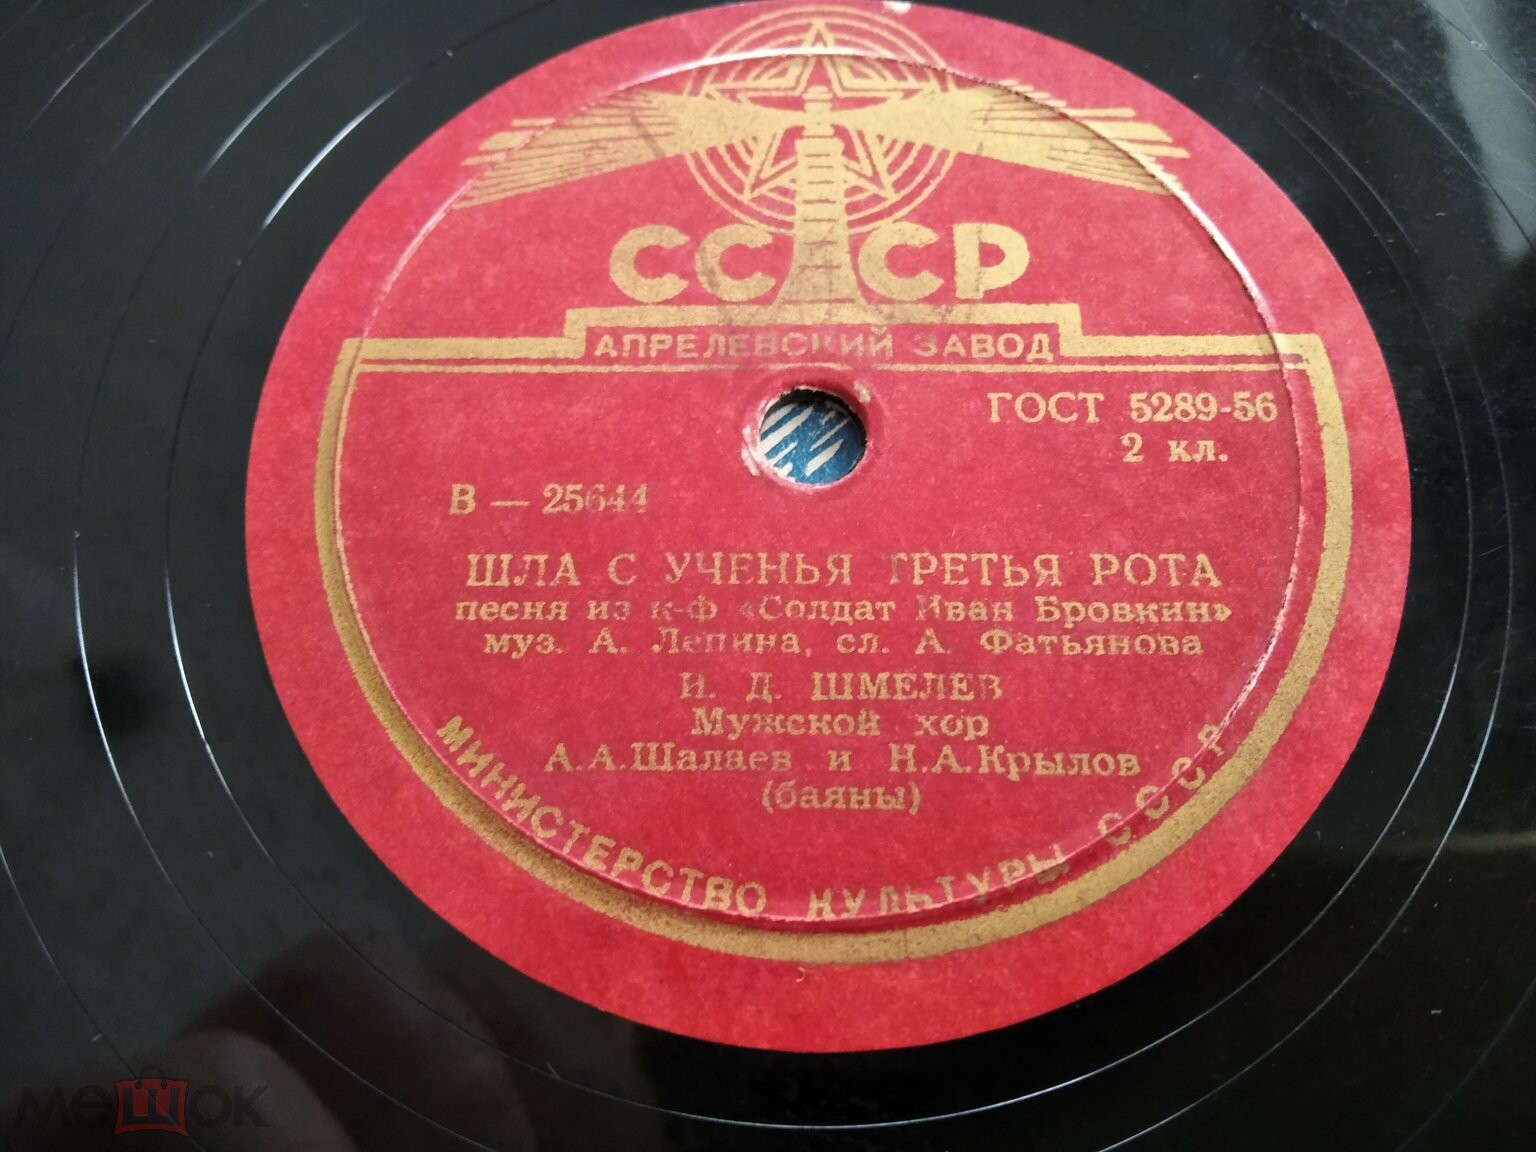 СССР
АПРЕЛЕВСКИЙ ЗАВОД
ГОСТ 5289-56
2 кл.
В — 25644
ШЛА С УЧЕНЬЯ ТРЕТЬЯ РОТА
песня из к-ф «Солдат Иван Бровкин»
муз. А. Лепина, сл. А. Фатьянова
И. Д. ШМЕЛЕВ
Мужской хор
А.А.Шалаев и Н.А.Крылов
(баяны)
МИНИСТЕРСТВО КУЛЬТУРЫ СССР
мешок